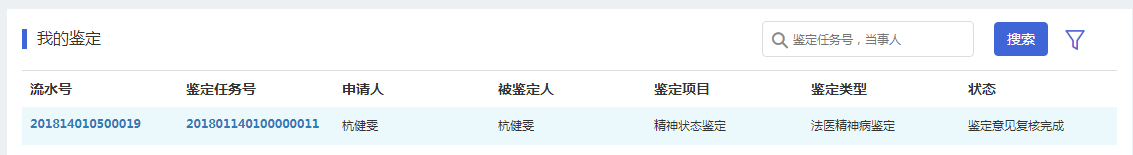 我的鉴定
鉴定任务号，当事人
搜索
流水号 鉴定任务号 申请人 被鉴定人 鉴定项目 鉴定类型 状态
201814010500019 201801140100000011 杭健雯 杭健雯 精神状态鉴定 法医精神病鉴定 鉴定意见复核完成